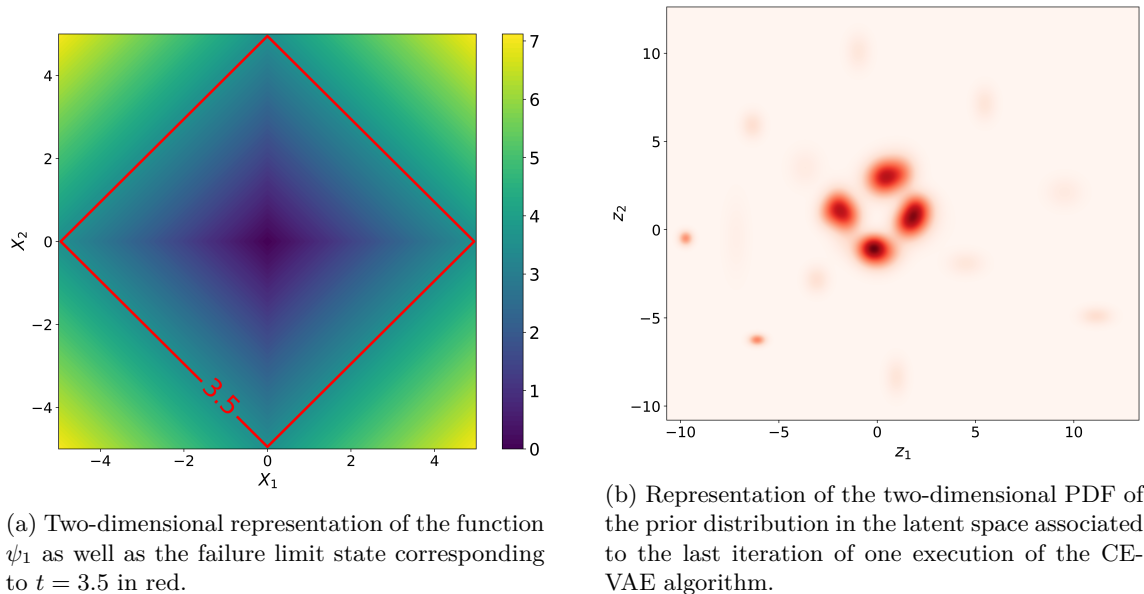 4
2
0
−2
−4
X₂
−4
−2
0
2
4
X₁
3.5
7
6
5
4
3
2
1
0
(a) Two-dimensional representation of the function
ψ₁ as well as the failure limit state corresponding
to t = 3.5 in red.
10
5
0
−5
−10
z₂
−10
−5
0
5
10
z₁
(b) Representation of the two-dimensional PDF of
the prior distribution in the latent space associated
to the last iteration of one execution of the CE-
VAE algorithm.